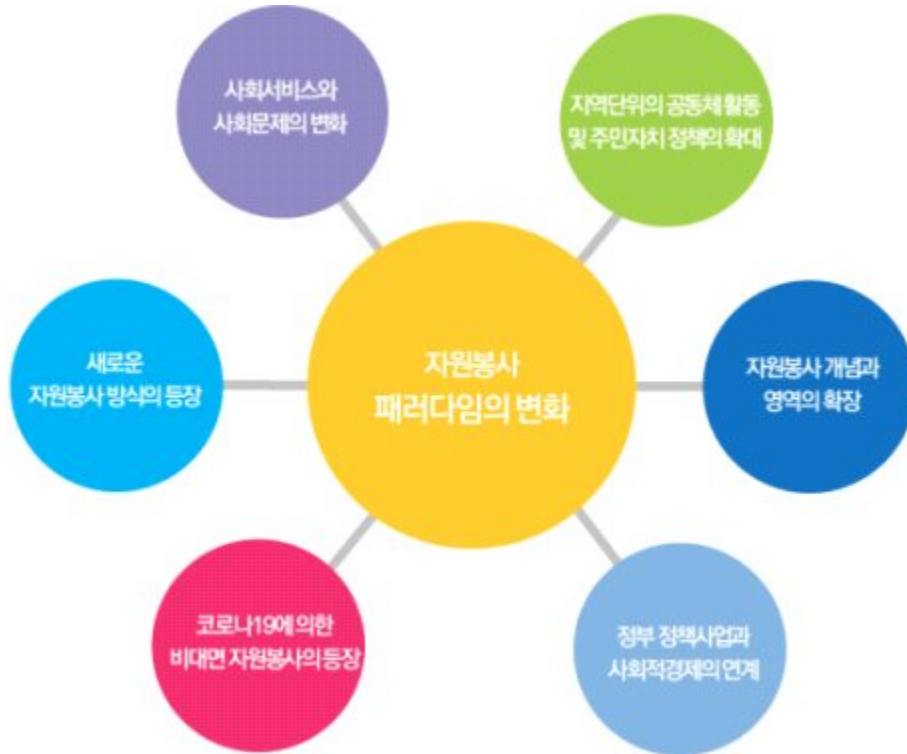 사회서비스와
사회문제의 변화
지역단위의 공동체 활동
및 주민자치 정책의 확대
새로운
자원봉사 방식의 등장
자원봉사
패러다임의 변화
자원봉사 개념과
영역의 확장
코로나19에 의한
비대면 자원봉사의 등장
정부 정책사업과
사회적경제의 연계